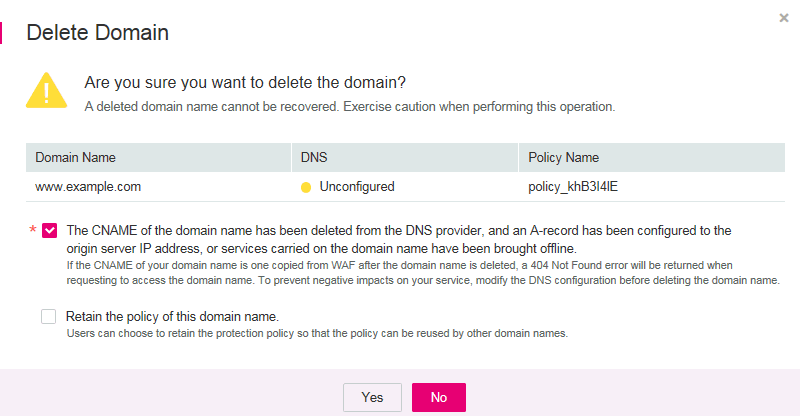 Delete Domain
Are you sure you want to delete the domain?
A deleted domain name cannot be recovered. Exercise caution when performing this operation.
Domain Name DNS Policy Name
www.example.com Unconfigured policy_khB3I4lE
* The CNAME of the domain name has been deleted from the DNS provider, and an A-record has been configured to the
origin server IP address, or services carried on the domain name have been brought offline.
If the CNAME of your domain name is one copied from WAF after the domain name is deleted, a 404 Not Found error will be returned when
requesting to access the domain name. To prevent negative impacts on your service, modify the DNS configuration before deleting the domain name.
Retain the policy of this domain name.
Users can choose to retain the protection policy so that the policy can be reused by other domain names.
Yes No